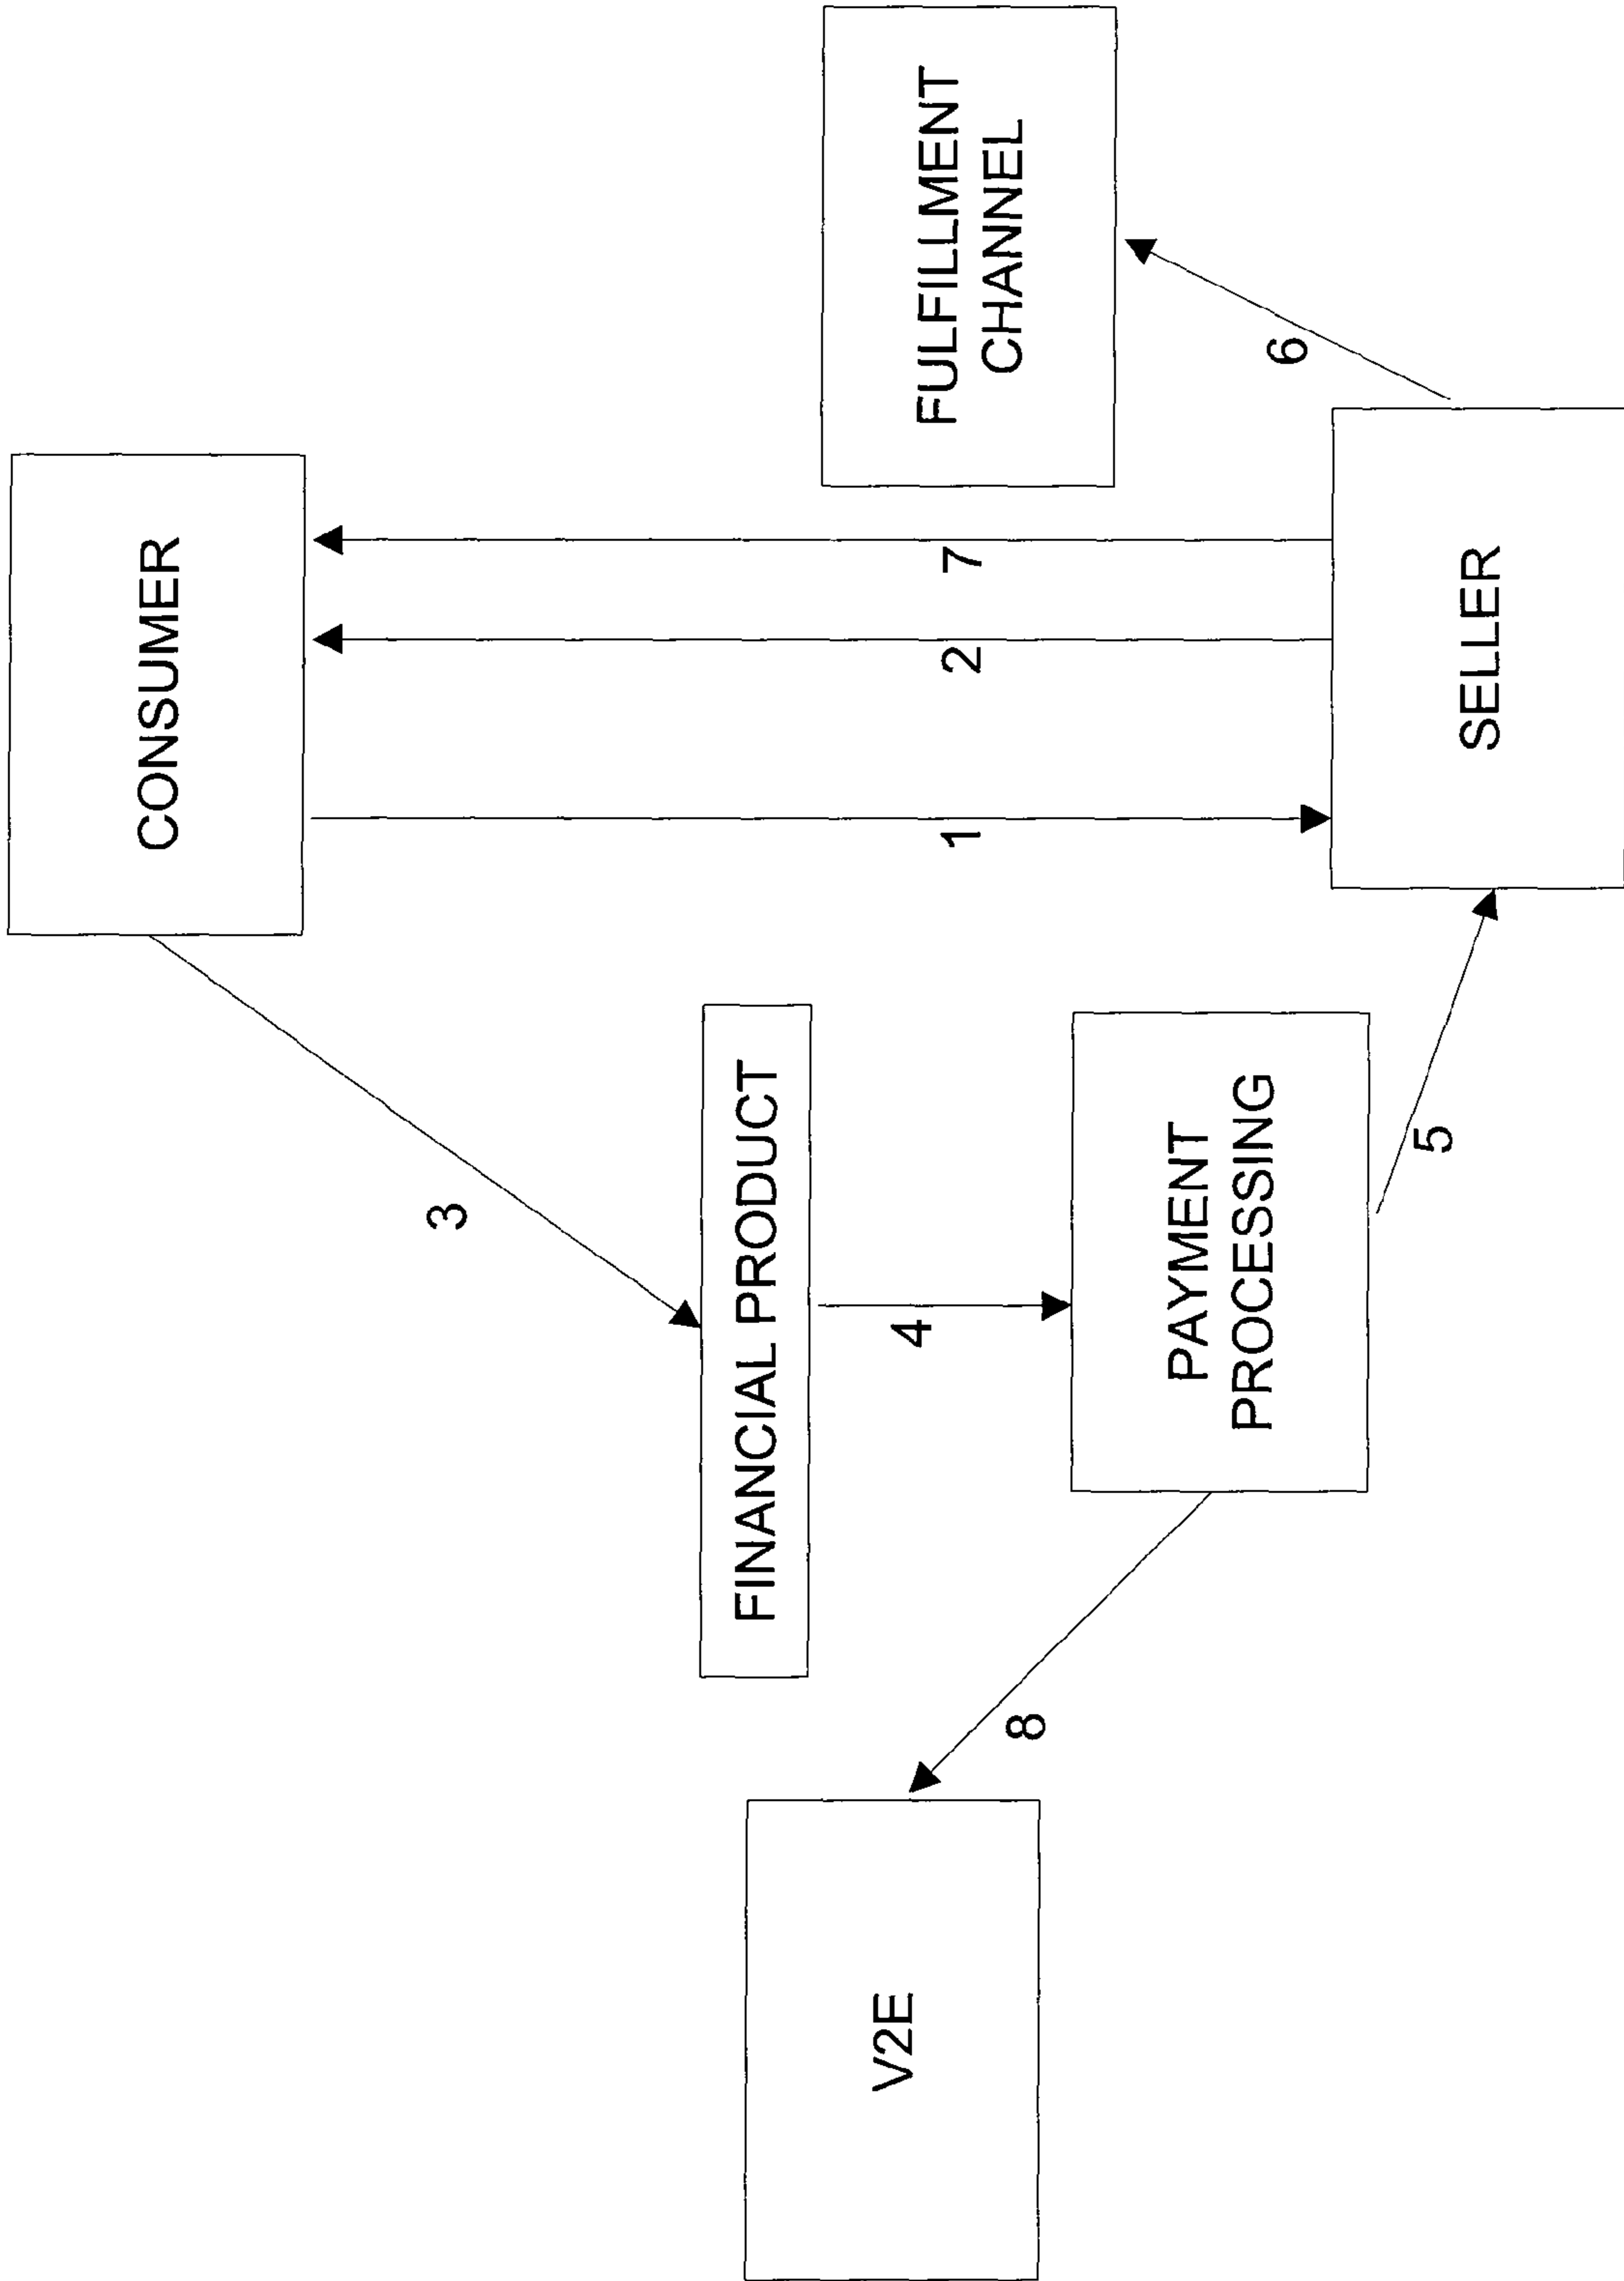 CONSUMER
FULFILLMENT
CHANNEL
7
2
1
6
SELLER
3
FINANCIAL PRODUCT
4
PAYMENT
PROCESSING
5
8
V2E